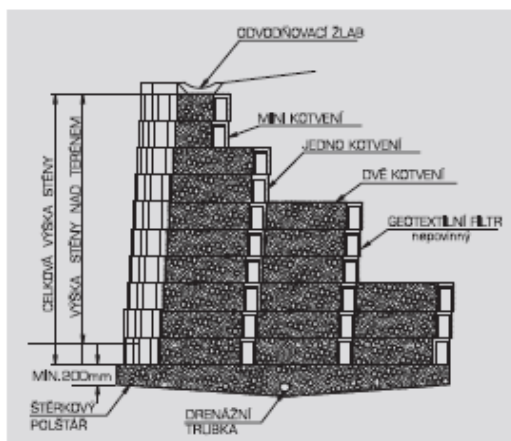 ODVODŇOVACÍ ŽLAB
MINI KOTVENÍ
JEDNO KOTVENÍ
DVĚ KOTVENÍ
GEOTEXTILNÍ FILTR
nepovinný
CELKOVÁ VÝŠKA STĚNY
VÝŠKA STĚNY NAD TERÉNEM
MIN. 200mm
ŠTĚRKOVÝ
POLŠTÁŘ
DRENÁŽNÍ
TRUBKA